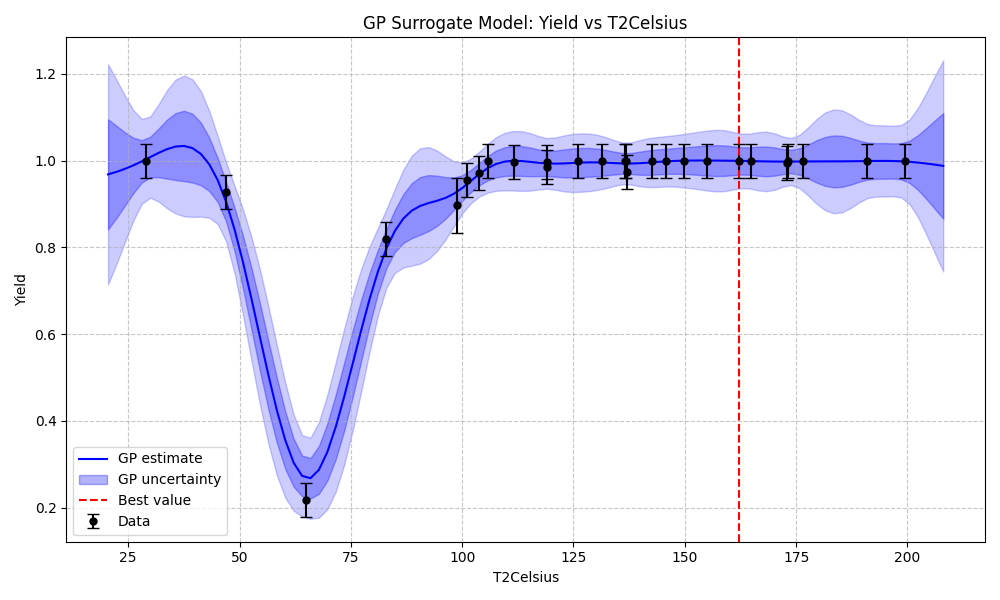 GP Surrogate Model: Yield vs T2Celsius
Yield
1.2
1.0
0.8
0.6
0.4
0.2
GP estimate
GP uncertainty
Best value
Data
25
50
75
100
125
150
175
200
T2Celsius